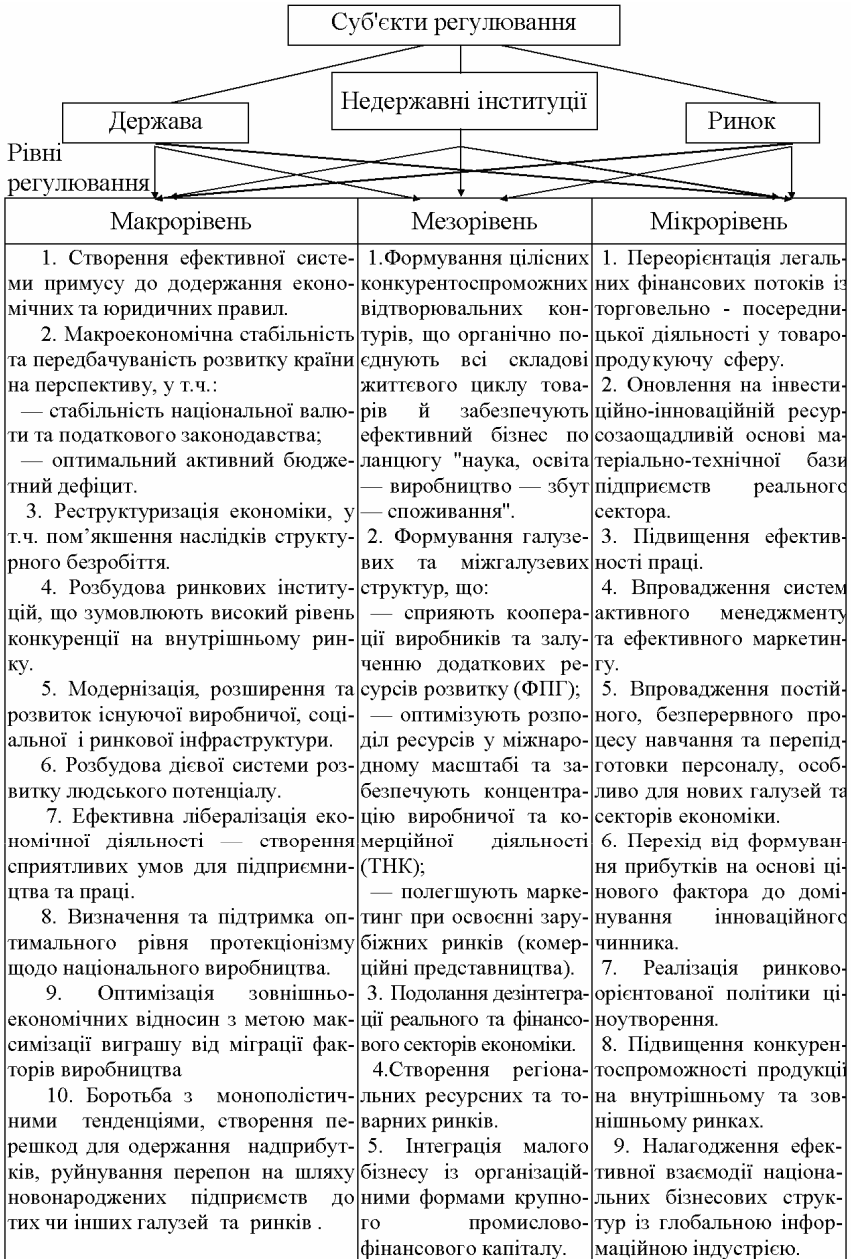 Суб'єкти регулювання
Недержавні інституції
Держава
Ринок
Рівні
регулювання
Макрорівень
1. Створення ефективної систе-
ми примусу до додержання еконо-
мічних та юридичних правил.
2. Макроекономічна стабільність
та передбачуваність розвитку країни
на перспективу, у т.ч.:
— стабільність національної валю-
ти та податкового законодавства;
— оптимальний активний бюдже-
тний дефіцит.
3. Реструктуризація економіки, у
т.ч. пом’якшення наслідків структу-
рного безробіття.
4. Розбудова ринкових інститу-
цій, що зумовлюють високий рівень
конкуренції на внутрішньому рин-
ку.
5. Модернізація, розширення та
розвиток існуючої виробничої, соці-
альної і ринкової інфраструктури.
6. Розбудова дієвої системи роз-
витку людського потенціалу.
7. Ефективна лібералізація еко-
номічної діяльності — створення
сприятливих умов для підприємни-
цтва та праці.
8. Визначення та підтримка оп-
тимального рівня протекціонізму
щодо національного виробництва.
9. Оптимізація зовнішньо-
економічних відносин з метою мак-
симізації виграшу від міграції фак-
торів виробництва
10. Боротьба з монополістич-
ними тенденціями, створення пе-
решкод для одержання надприбут-
ків, руйнування перепон на шляху
новонароджених підприємств до
тих чи інших галузей та ринків .
Мезорівень
1.Формування цілісних
конкурентоспроможних
відтворювальних кон-
турів, що органічно по-
єднують всі складові
життєвого циклу това-
рів й забезпечують
ефективний бізнес по
ланцюгу "наука, освіта
— виробництво — збут
— споживання".
2. Формування галузе-
вих та міжгалузевих
структур, що:
— сприяють коопера-
ції виробників та залу-
ченню додаткових ре-
сурсів розвитку (ФПГ);
— оптимізують розпо-
діл ресурсів у міжнаро-
дному масштабі та за-
безпечують концентра-
цію виробничої та ко-
мерційної діяльності
(ТНК);
— полегшують марке-
тинг при освоєнні зару-
біжних ринків (комер-
ційні представництва).
3. Подолання дезінтегра-
ції реального та фінансо-
вого секторів економіки.
4.Створення регіона-
льних ресурсних та то-
варних ринків.
5. Інтеграція малого
бізнесу із організацій-
ними формами крупно-
го промислово-
фінансового капіталу.
Мікрорівень
1. Переорієнтація легаль-
них фінансових потоків із
торговельно - посередни-
цької діяльності у товаро-
продукуючу сферу.
2. Оновлення на інвести-
ційно-інноваційній ресур-
созаощадливій основі ма-
теріально-технічної бази
підприємств реального
сектора.
3. Підвищення ефектив-
ності праці.
4. Впровадження систем
активного менеджменту
та ефективного маркетин-
гу.
5. Впровадження постій-
ного, безперервного про-
цесу навчання та перепід-
готовки персоналу, особ-
ливо для нових галузей та
секторів економіки.
6. Перехід від формуван-
ня прибутків на основі ці-
нового фактора до домі-
нування інноваційного
чинника.
7. Реалізація ринково-
орієнтованої політики ці-
ноутворення.
8. Підвищення конкурен-
тоспроможності продукції
на внутрішньому та зов-
нішньому ринках.
9. Налагодження ефек-
тивної взаємодії націона-
льних бізнесових струк-
тур із глобальною інфор-
маційною індустрією.